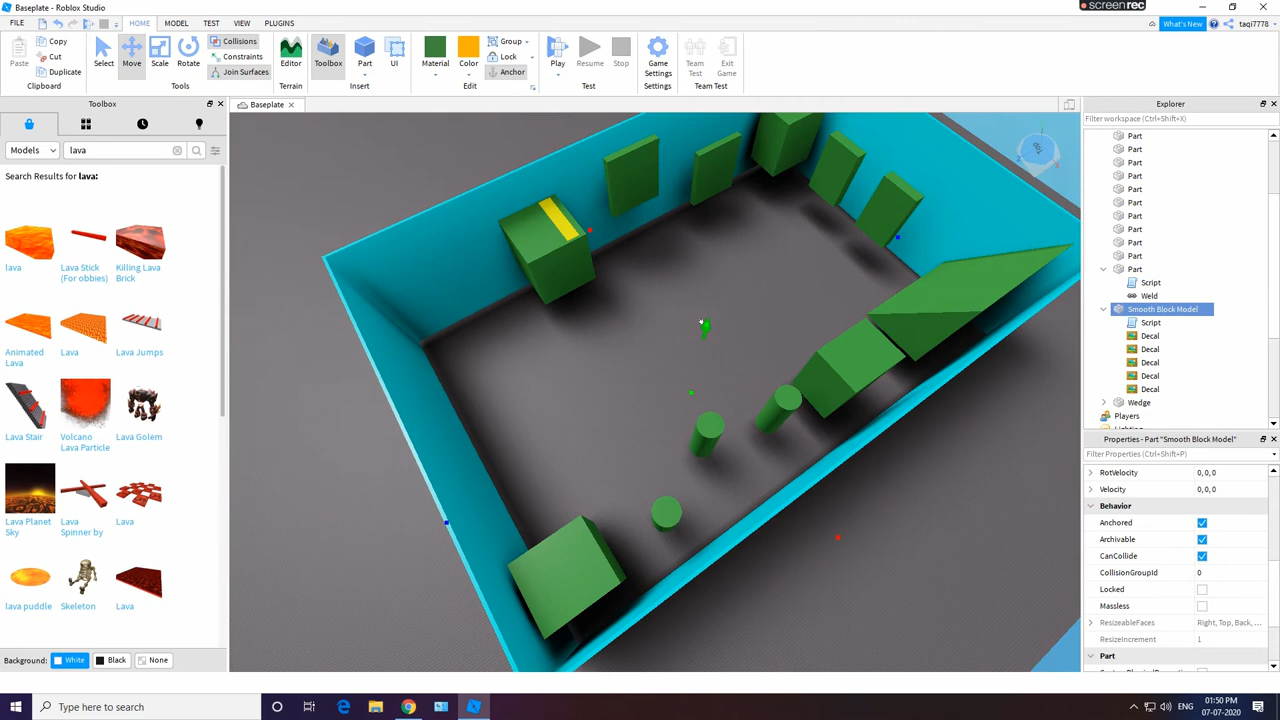 Baseplate - Roblox Studio
SCREENREC
FILE HOME MODEL TEST VIEW PLUGINS
What's New taqi7778
Paste Copy Cut Duplicate
Clipboard
Select Move Scale Rotate
Collisions
Constraints
Join Surfaces
Tools
Editor
Terrain
Toolbox Part UI
Insert
Material Color
Group
Lock
Anchor
Edit
Play Resume Stop
Test
Game Settings
Settings
Team Test Exit Game
Team Test
Toolbox
Baseplate
Models lava
Search Results for lava:
lava
Lava Stick (For obbies)
Killing Lava Brick
Animated Lava
Lava
Lava Jumps
Lava Stair
Volcano Lava Particle
Lava Golem
Lava Planet Sky
Lava Spinner by
Lava
lava puddle
Skeleton
Lava
Background: White Black None
Explorer
Filter workspace (Ctrl+Shift+X)
Part
Part
Part
Part
Part
Part
Part
Part
Part
Part
Part
Script
Weld
Smooth Block Model
Script
Decal
Decal
Decal
Decal
Decal
Wedge
Players
Properties - Part "Smooth Block Model"
Filter Properties (Ctrl+Shift+P)
RotVelocity 0, 0, 0
Velocity 0, 0, 0
Behavior
Anchored
Archivable
CanCollide
CollisionGroupId 0
Locked
Massless
ResizeableFaces Right, Top, Back, ...
ResizeIncrement 1
Part
Type here to search
ENG
01:50 PM
07-07-2020